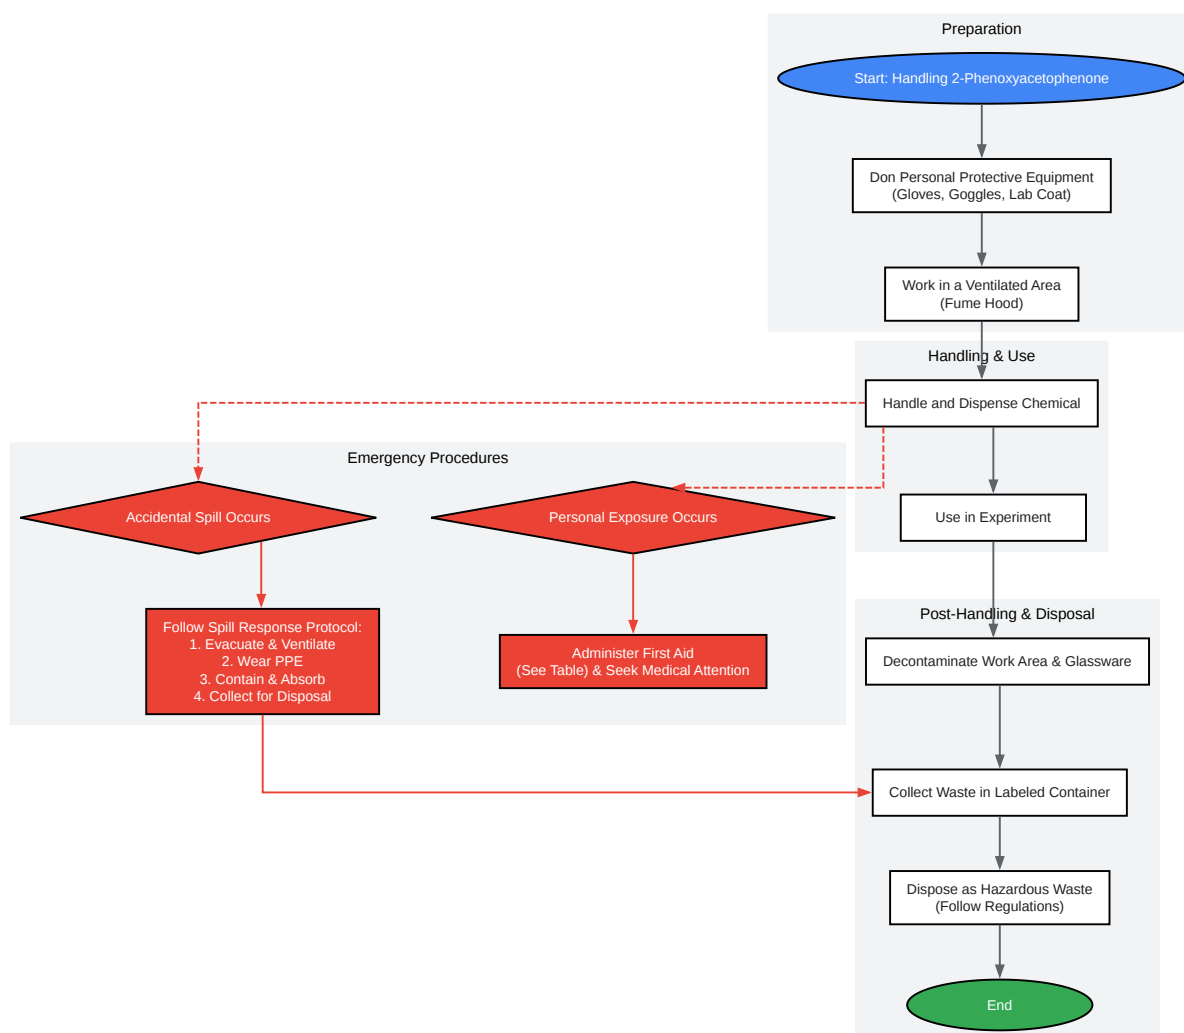 Preparation
Start: Handling 2-Phenoxyacetophenone
Don Personal Protective Equipment
(Gloves, Goggles, Lab Coat)
Work in a Ventilated Area
(Fume Hood)
Handling & Use
Handle and Dispense Chemical
Use in Experiment
Emergency Procedures
Accidental Spill Occurs
Personal Exposure Occurs
Follow Spill Response Protocol:
1. Evacuate & Ventilate
2. Wear PPE
3. Contain & Absorb
4. Collect for Disposal
Administer First Aid
(See Table) & Seek Medical Attention
Post-Handling & Disposal
Decontaminate Work Area & Glassware
Collect Waste in Labeled Container
Dispose as Hazardous Waste
(Follow Regulations)
End